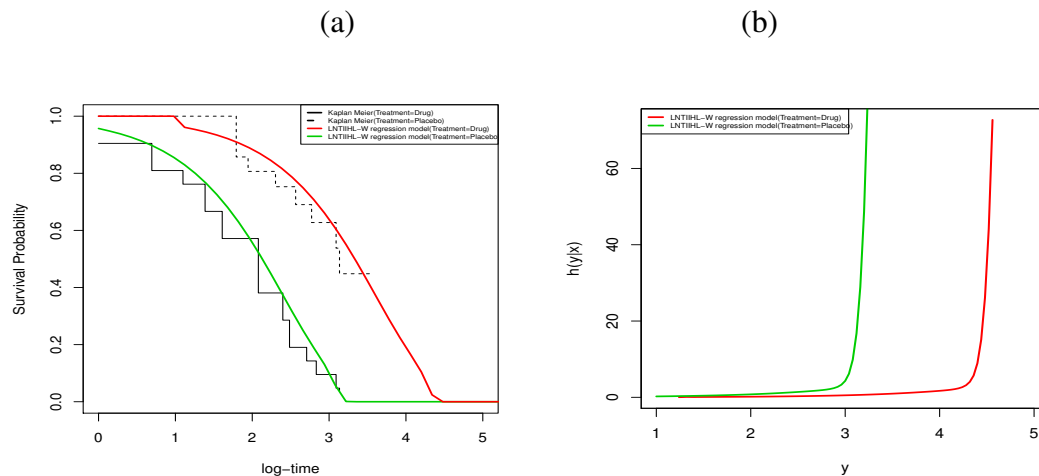 (a)
(b)
Kaplan Meier(Treatment=Drug)
Kaplan Meier(Treatment=Placebo)
LNTIIHL-W regression model(Treatment=Drug)
LNTIIHL-W regression model(Treatment=Placebo)
Survival Probability
1.0
0.8
0.6
0.4
0.2
0.0
0 1 2 3 4 5
log-time
LNTIIHL-W regression model(Treatment=Drug)
LNTIIHL-W regression model(Treatment=Placebo)
h(y|x)
60
40
20
0
1 2 3 4 5
y